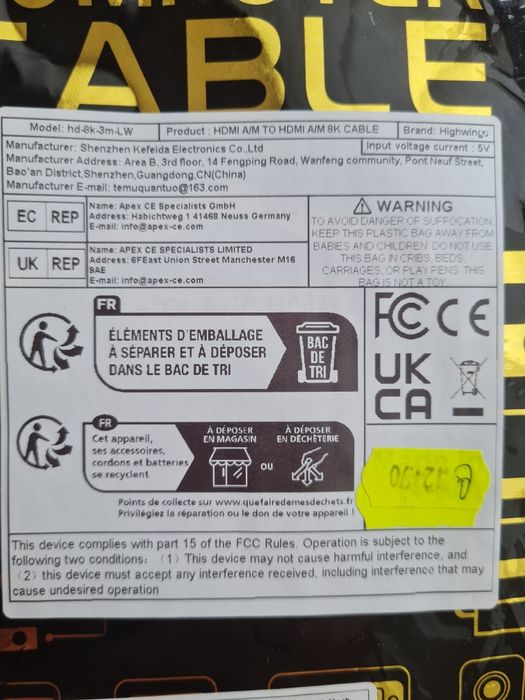 COMPUTER
CABLE
Model: hd-8k-3m-LW
Product : HDMI A/M TO HDMI A/M 8K CABLE
Brand: Highwings
Manufacturer: Shenzhen Kefeida Electronics Co.,Ltd
Input voltage current : 5V
Manufacturer Address: Area B, 3rd floor, 14 Fengping Road, Wanfeng community, Pont Neuf Street,
Bao'an District,Shenzhen,Guangdong,CN(China)
Manufacturer E-mail: temuquantuo@163.com
EC REP
Name: Apex CE Specialists GmbH
Address: Habichtweg 1 41468 Neuss Germany
E-mail: info@apex-ce.com
UK REP
Name: APEX CE SPECIALISTS LIMITED
Address: 6FEast Union Street Manchester M16
9AE
E-mail: info@apex-ce.com
WARNING
TO AVOID DANGER OF SUFFOCATION,
KEEP THIS PLASTIC BAG AWAY FROM
BABIES AND CHILDREN. DO NOT USE
THIS BAG IN CRIBS, BEDS,
CARRIAGES, OR PLAY PENS. THIS
BAG IS NOT A TOY.
FR
ÉLÉMENTS D'EMBALLAGE
À SÉPARER ET À DÉPOSER
DANS LE BAC DE TRI
BAC
DE
TRI
FC CE
UK
CA
FR
Cet appareil,
ses accessoires,
cordons et batteries
se recyclent
À DÉPOSER
EN MAGASIN
OU
À DÉPOSER
EN DÉCHÈTERIE
Points de collecte sur www.quefairedemesdechets.fr
Privilégiez la réparation ou le don de votre appareil !
12.90
This device complies with part 15 of the FCC Rules. Operation is subject to the
following two conditions: (1) This device may not cause harmful interference, and
(2) this device must accept any interference received, including interference that may
cause undesired operation